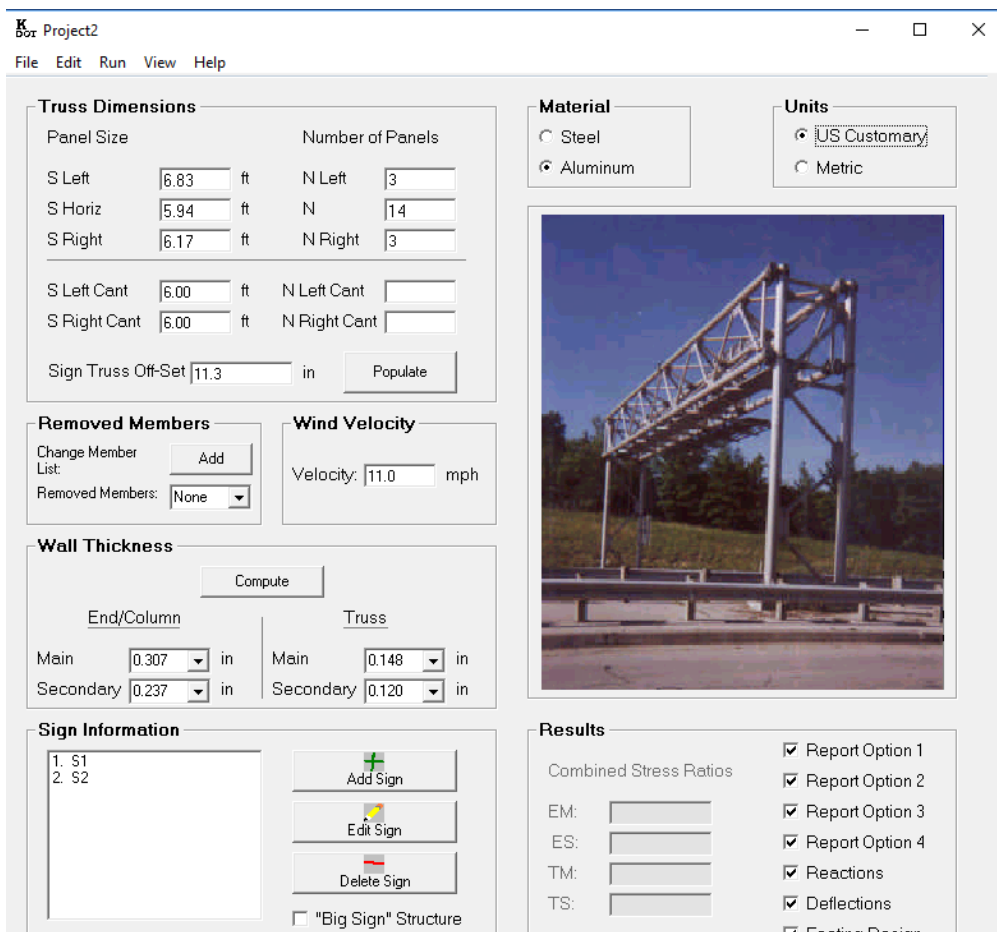 KDOT Project2
File Edit Run View Help
Truss Dimensions
Panel Size Number of Panels
S Left 6.83 ft N Left 3
S Horiz 5.94 ft N 14
S Right 6.17 ft N Right 3
S Left Cant 6.00 ft N Left Cant
S Right Cant 6.00 ft N Right Cant
Sign Truss Off-Set 11.3 in Populate
Material
Steel
Aluminum
Units
US Customary
Metric
Removed Members
Change Member
List:
Add
Removed Members: None
Wind Velocity
Velocity: 11.0 mph
Wall Thickness
Compute
End/Column Truss
Main 0.307 in Main 0.148 in
Secondary 0.237 in Secondary 0.120 in
Sign Information
1. S1
2. S2
Add Sign
Edit Sign
Delete Sign
"Big Sign" Structure
Results
Combined Stress Ratios
EM:
ES:
TM:
TS:
Report Option 1
Report Option 2
Report Option 3
Report Option 4
Reactions
Deflections
Footing Design